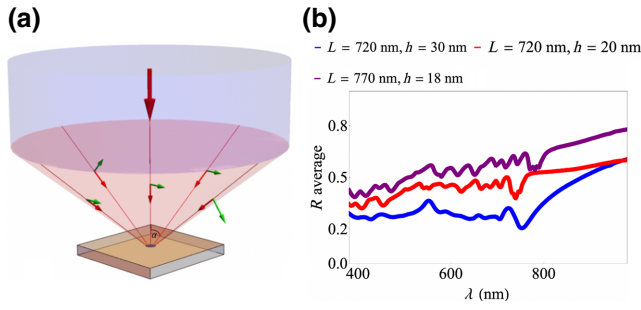 (a)
α
(b)
L = 720 nm, h = 30 nm
L = 720 nm, h = 20 nm
L = 770 nm, h = 18 nm
R average
0.8
0.5
0.2
0.0
400 600 800
λ (nm)